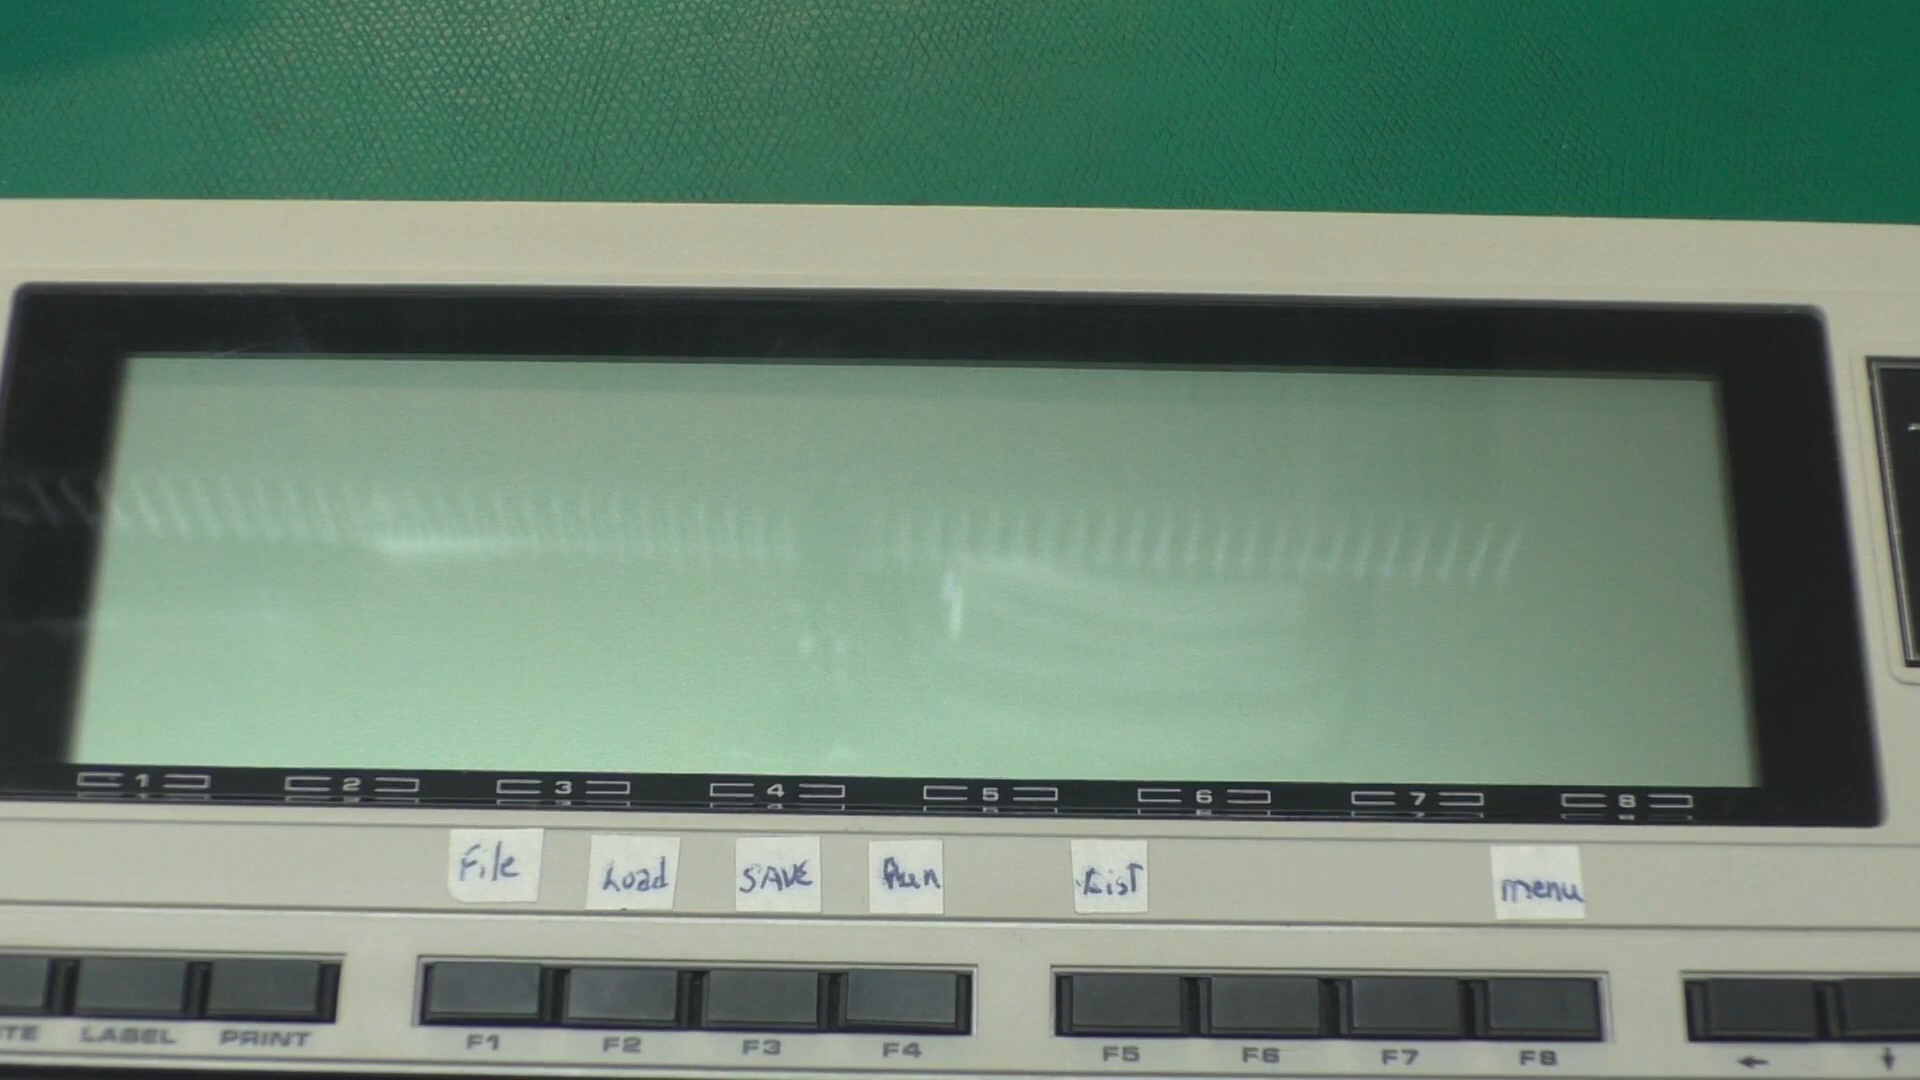 1 2 3 4 5 6 7 8
File Load SAVE Run List menu
LABEL PRINT F1 F2 F3 F4 F5 F6 F7 F8